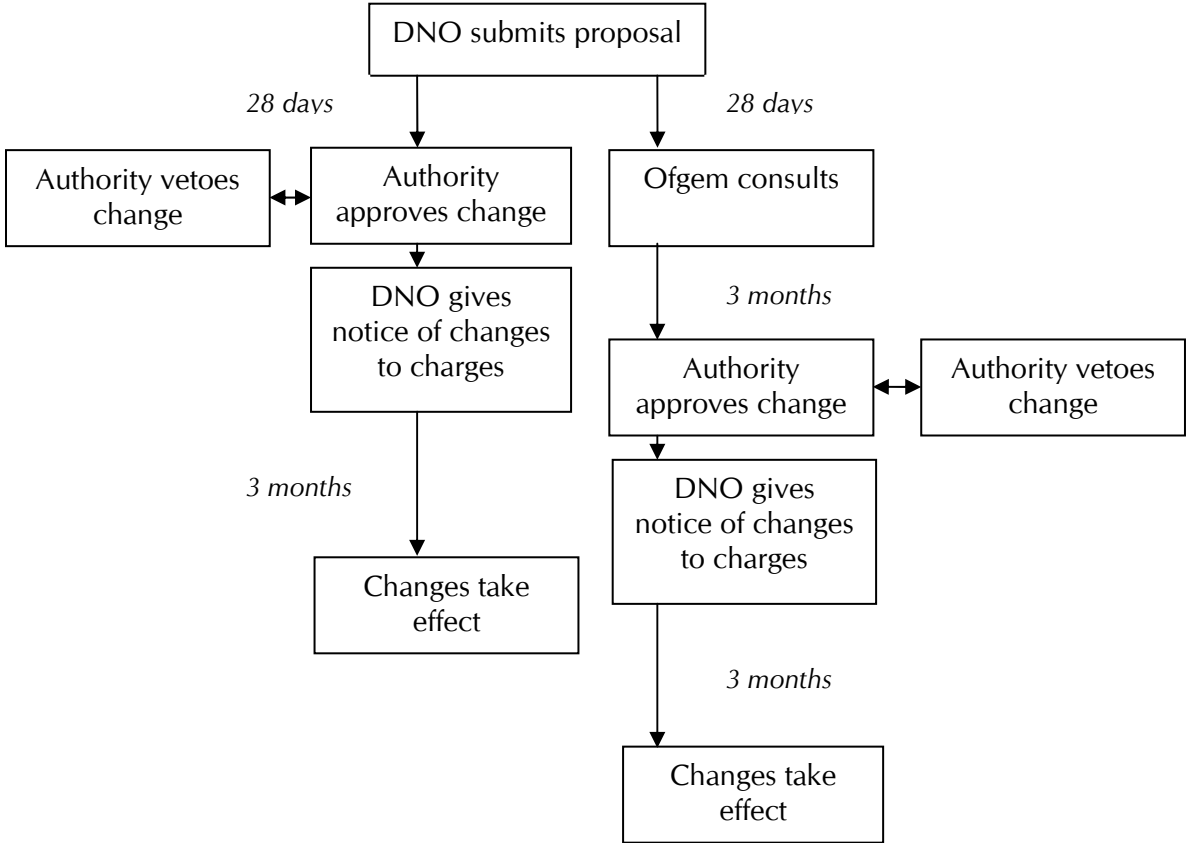 DNO submits proposal
28 days
28 days
Authority vetoes
change
Authority
approves change
Ofgem consults
DNO gives
notice of changes
to charges
3 months
Authority
approves change
Authority vetoes
change
3 months
DNO gives
notice of changes
to charges
Changes take
effect
3 months
Changes take
effect